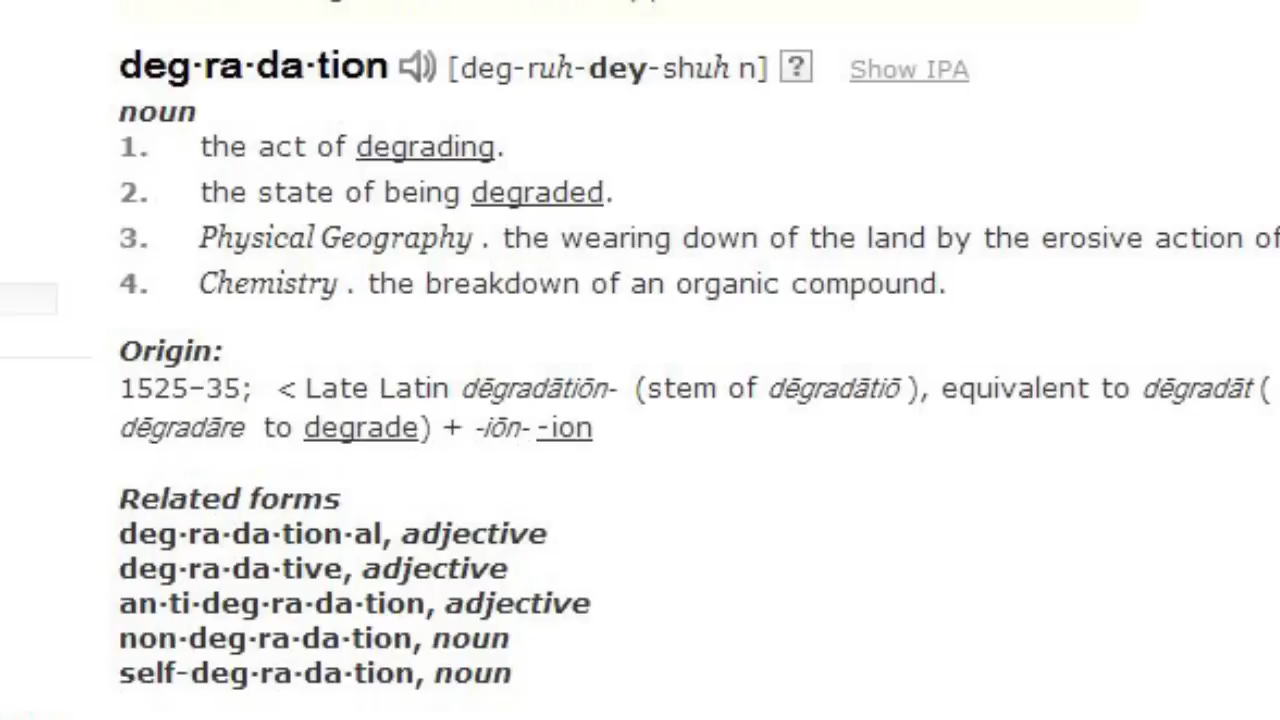 deg·ra·da·tion [deg-ruh-dey-shuh n] ? Show IPA
noun
1. the act of degrading.
2. the state of being degraded.
3. Physical Geography . the wearing down of the land by the erosive action of
4. Chemistry . the breakdown of an organic compound.
Origin:
1525–35; < Late Latin dēgradātiōn- (stem of dēgradātiō ), equivalent to dēgradāt (
dēgradāre to degrade) + -iōn- -ion
Related forms
deg·ra·da·tion·al, adjective
deg·ra·da·tive, adjective
an·ti·deg·ra·da·tion, adjective
non·deg·ra·da·tion, noun
self-deg·ra·da·tion, noun